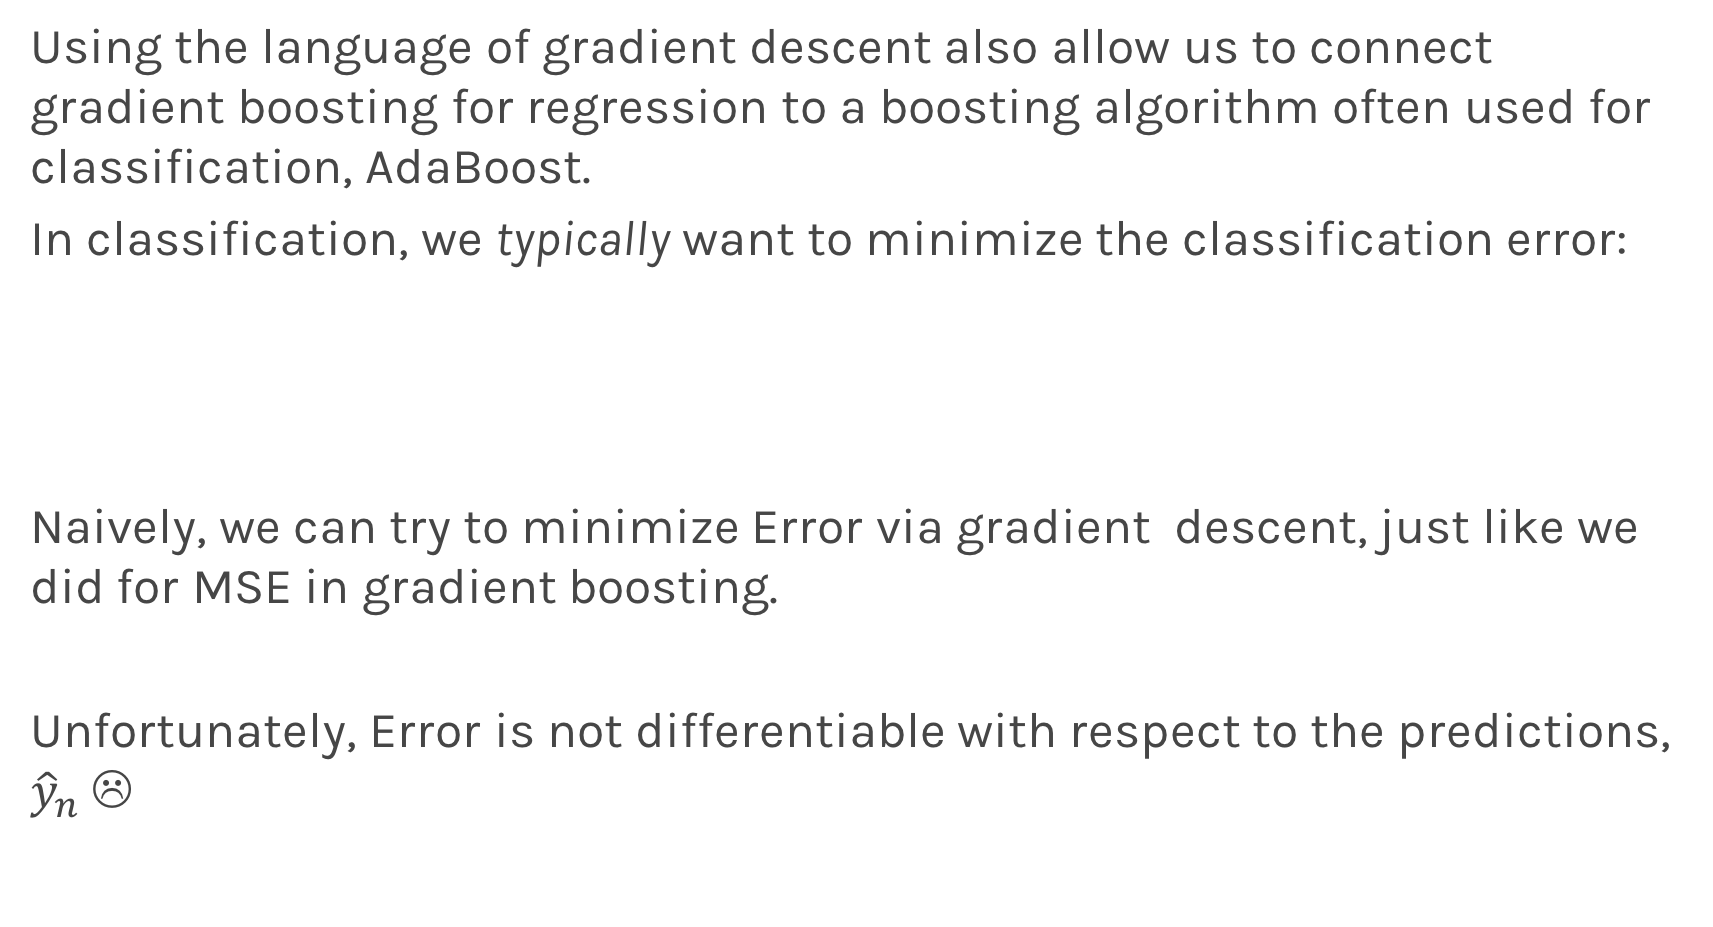 Using the language of gradient descent also allow us to connect
gradient boosting for regression to a boosting algorithm often used for
classification, AdaBoost.
In classification, we typically want to minimize the classification error:
Naively, we can try to minimize Error via gradient  descent, just like we
did for MSE in gradient boosting.
Unfortunately, Error is not differentiable with respect to the predictions,
ŷₙ ☹